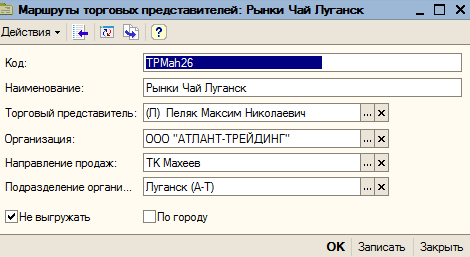 Маршруты торговых представителей: Рынки Чай Луганск
Действия
Код: TPMah26
Наименование: Рынки Чай Луганск
Торговый представитель: (Л) Пеляк Максим Николаевич ... ×
Организация: ООО "АТЛАНТ-ТРЕЙДИНГ" ... ×
Направление продаж: ТК Махеев ... ×
Подразделение органи... Луганск (А-Т) ... ×
Не выгружать По городу
OK Записать Закрыть